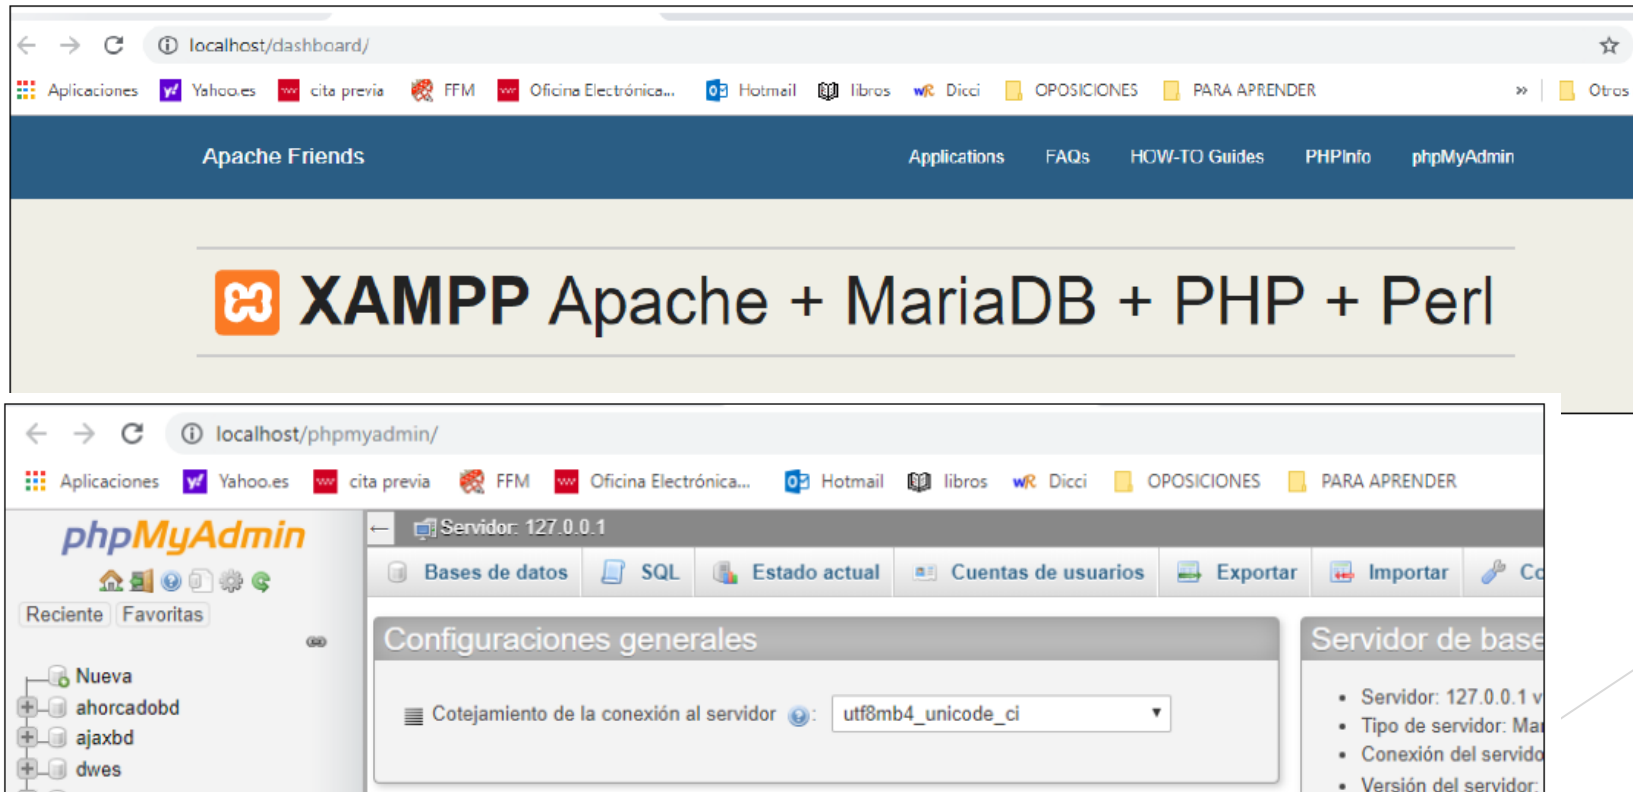 localhost/dashboard/
Aplicaciones Yahoo.es cita previa FFM Oficina Electrónica... Hotmail libros wR Dicci OPOSICIONES PARA APRENDER » Otros
Apache Friends Applications FAQs HOW-TO Guides PHPInfo phpMyAdmin
XAMPP Apache + MariaDB + PHP + Perl
localhost/phpmyadmin/
Aplicaciones Yahoo.es cita previa FFM Oficina Electrónica... Hotmail libros wR Dicci OPOSICIONES PARA APRENDER
phpMyAdmin
Servidor: 127.0.0.1
Bases de datos SQL Estado actual Cuentas de usuarios Exportar Importar Co
Reciente Favoritas
Nueva
ahorcadobd
ajaxbd
dwes
Configuraciones generales
Cotejamiento de la conexión al servidor : utf8mb4_unicode_ci
Servidor de base
• Servidor: 127.0.0.1 v
• Tipo de servidor: Mar
• Conexión del servido
• Versión del servidor: